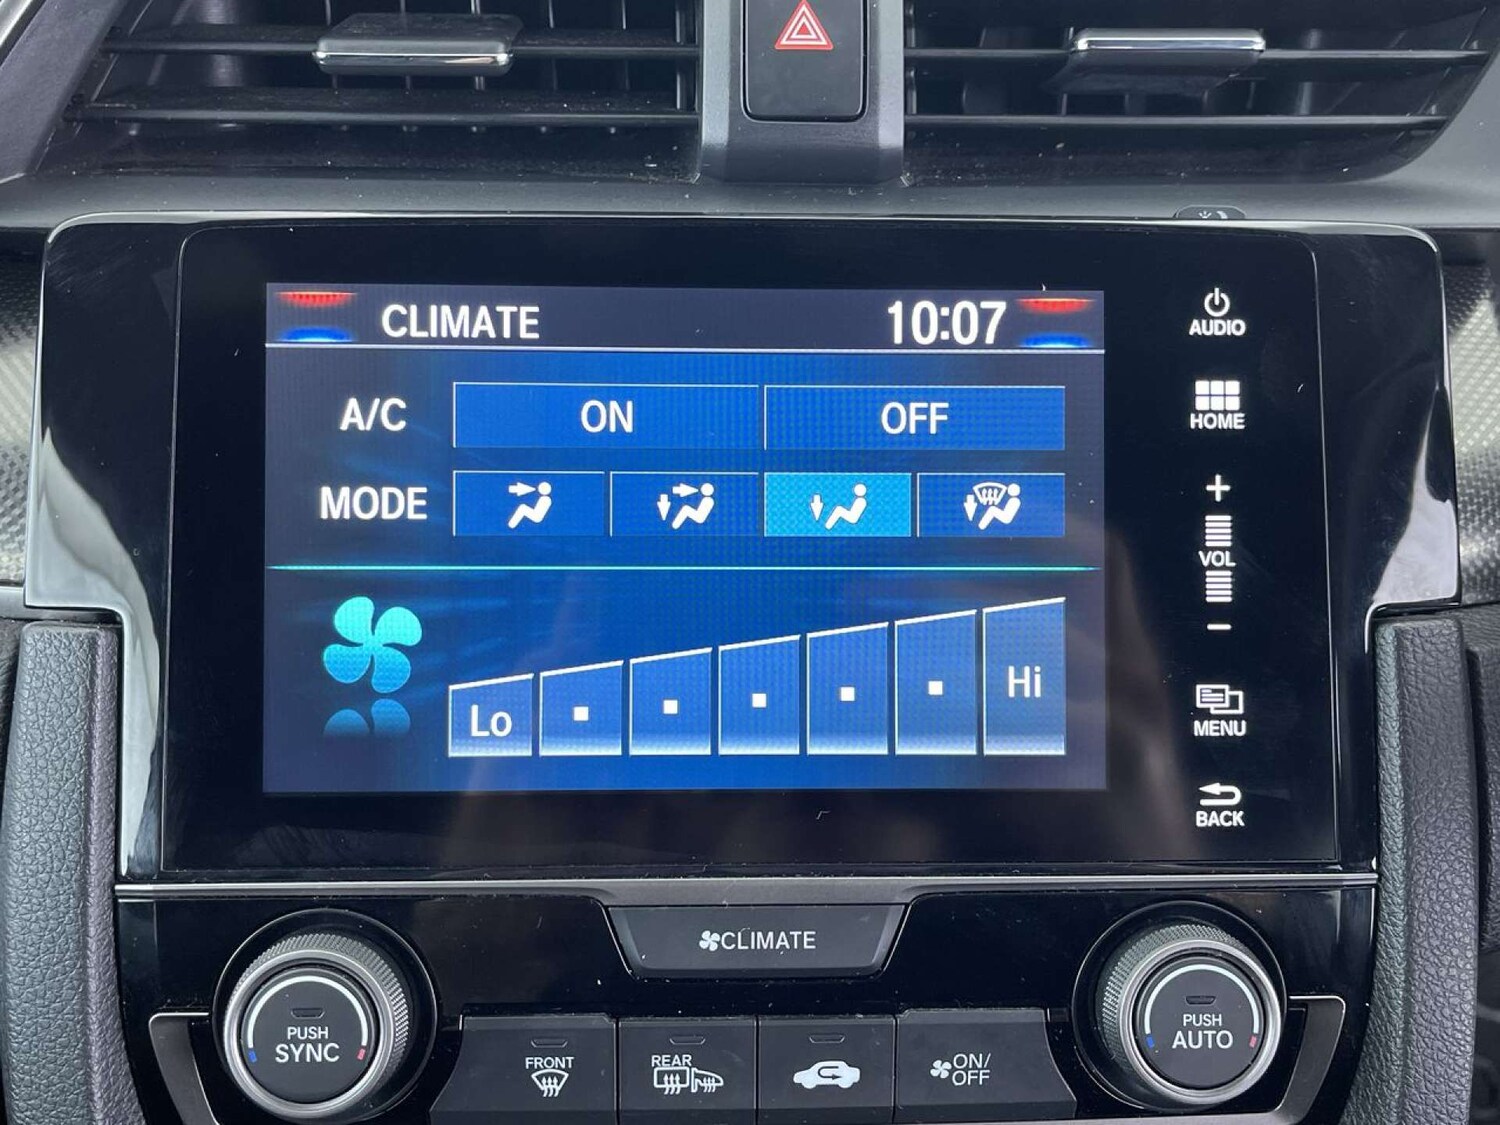 CLIMATE 10:07
A/C ON OFF
MODE
Lo Hi
AUDIO
HOME
+
VOL
−
MENU
BACK
CLIMATE
PUSH
SYNC
FRONT
REAR
ON/
OFF
PUSH
AUTO